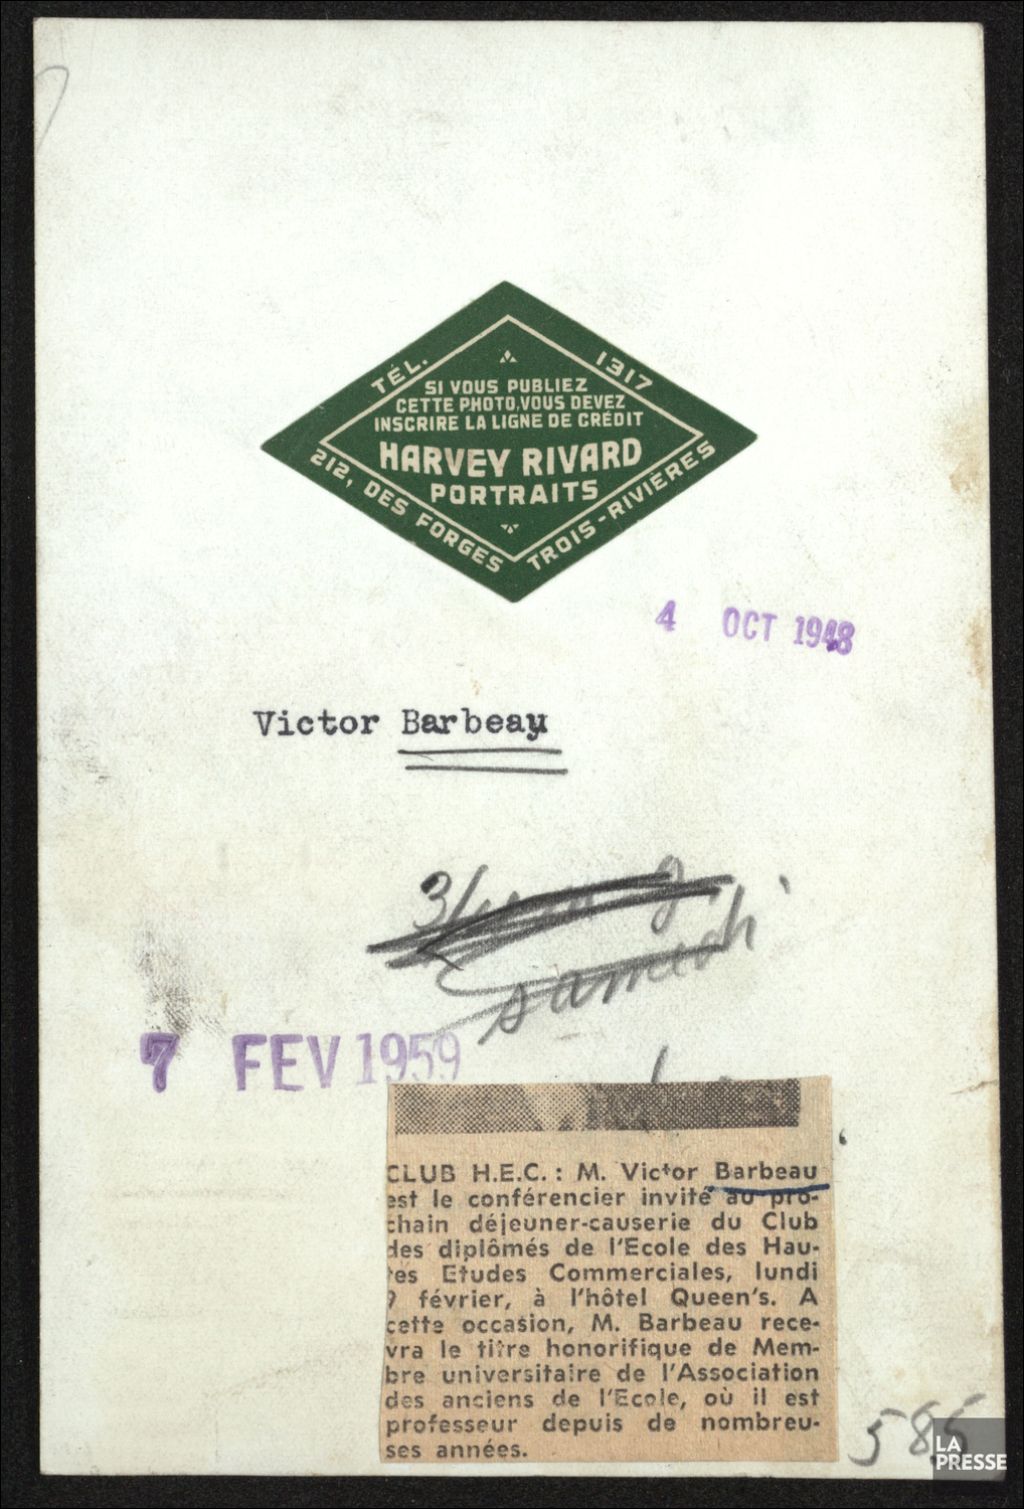 TÉL. 1317
SI VOUS PUBLIEZ
CETTE PHOTO, VOUS DEVEZ
INSCRIRE LA LIGNE DE CRÉDIT
HARVEY RIVARD
PORTRAITS
212, DES FORGES TROIS-RIVIÈRES
4 OCT 1948
Victor Barbeau
samedi
7 FEV 1959
CLUB H.E.C. : M. Victor Barbeau
est le conférencier invité au pro-
chain déjeuner-causerie du Club
des diplômés de l'Ecole des Hau-
tes Etudes Commerciales, lundi
9 février, à l'hôtel Queen's. A
cette occasion, M. Barbeau rece-
vra le titre honorifique de Mem-
bre universitaire de l'Association
des anciens de l'Ecole, où il est
professeur depuis de nombreu-
ses années.
585
LA
PRESSE